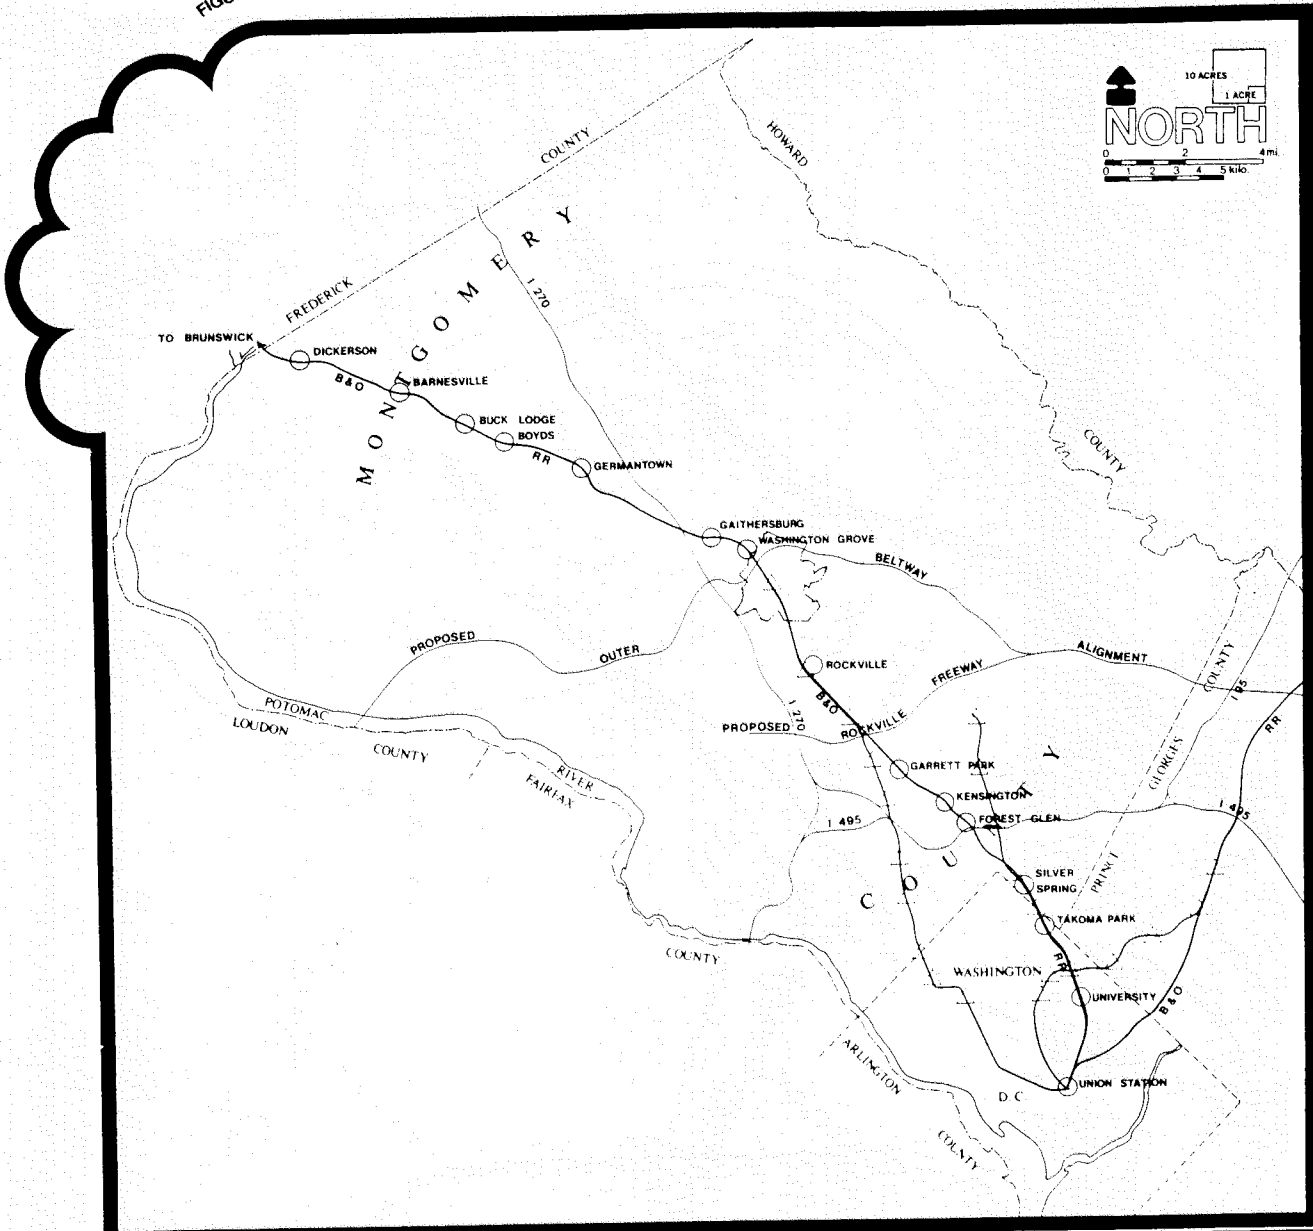 FIGU
10 ACRES
1 ACRE
NORTH
0 2 4 mi.
0 1 2 3 4 5 kilo.
HOWARD
COUNTY
COUNTY
FREDERICK
MONTGOMERY
I 270
TO BRUNSWICK
DICKERSON
B&O
BARNESVILLE
BUCK LODGE
BOYDS
RR
GERMANTOWN
GAITHERSBURG
WASHINGTON GROVE
BELTWAY
PROPOSED
OUTER
ALIGNMENT
ROCKVILLE
FREEWAY
COUNTY
I 95
B&O
I 270
PROPOSED
ROCKVILLE
RR
POTOMAC
LOUDON
COUNTY
RIVER
FAIRFAX
GARRETT PARK
KENSINGTON
FOREST GLEN
GEORGES
I 495
I 495
COUNTY
SILVER
SPRING
PRINCE
TAKOMA PARK
COUNTY
RR
WASHINGTON
UNIVERSITY
B&O
ARLINGTON
UNION STATION
D.C
COUNTY